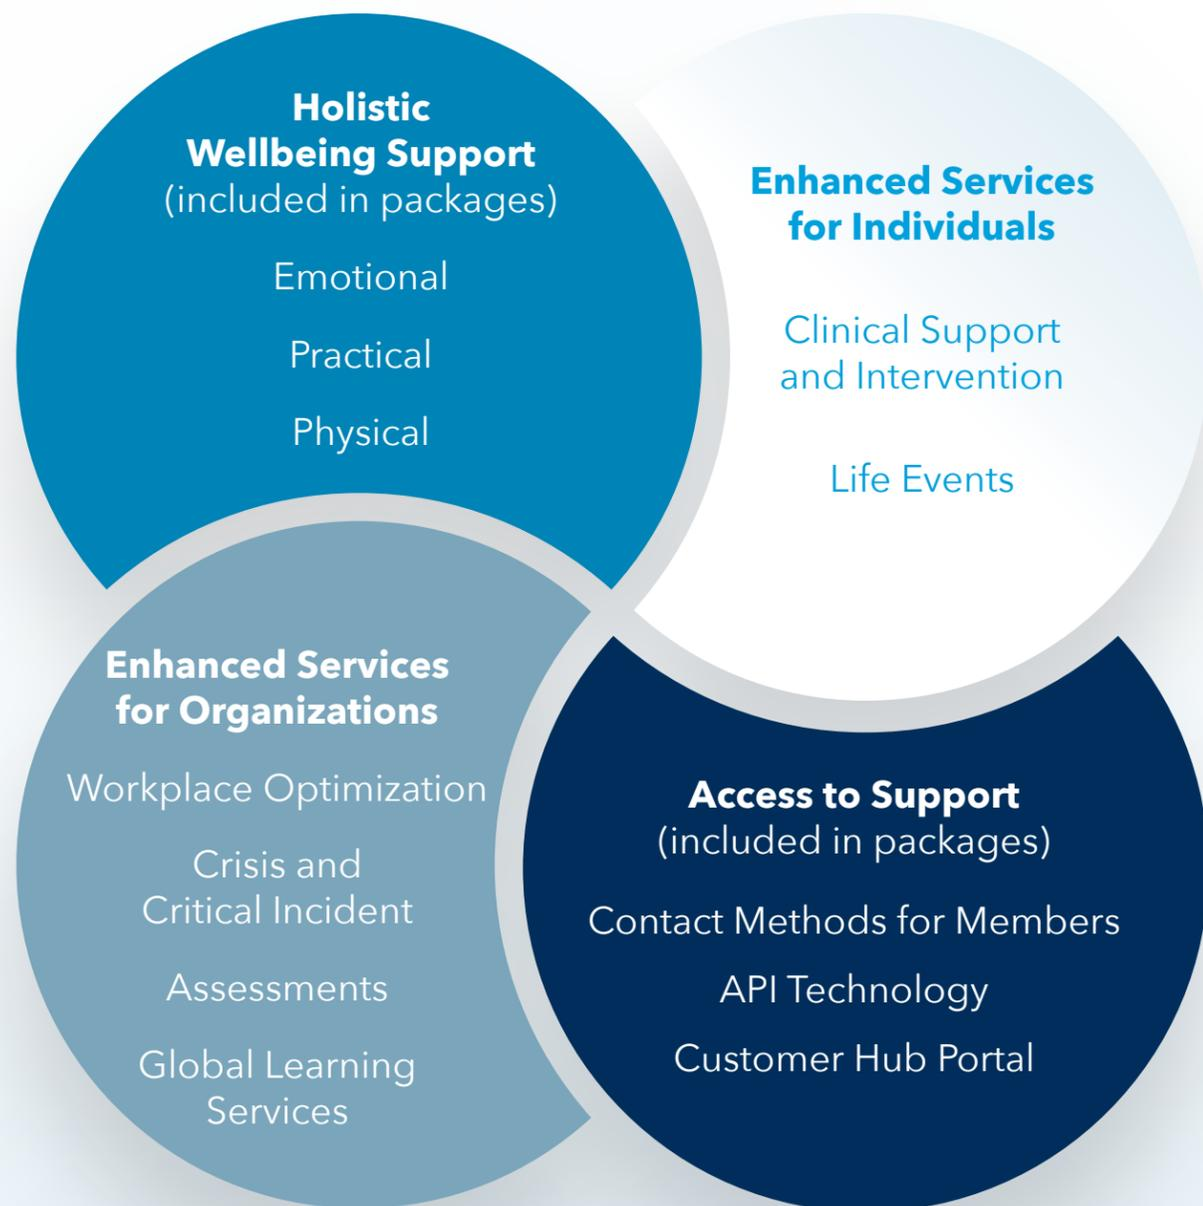 Holistic
Wellbeing Support
(included in packages)
Emotional
Practical
Physical
Enhanced Services
for Individuals
Clinical Support
and Intervention
Life Events
Enhanced Services
for Organizations
Workplace Optimization
Crisis and
Critical Incident
Assessments
Global Learning
Services
Access to Support
(included in packages)
Contact Methods for Members
API Technology
Customer Hub Portal